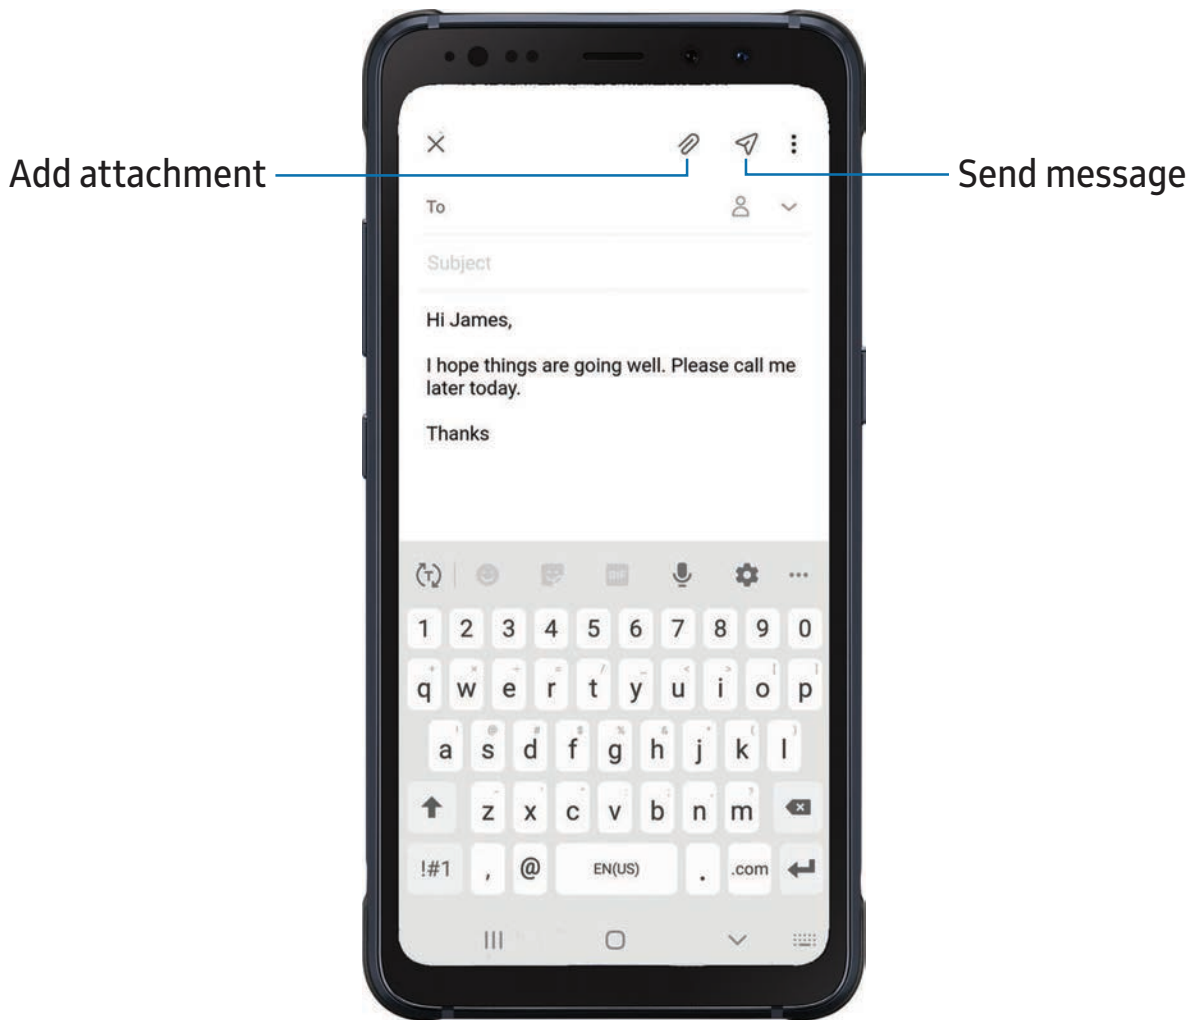 Add attachment
Send message
To
Subject
Hi James,
I hope things are going well. Please call me
later today.
Thanks
GIF
1 2 3 4 5 6 7 8 9 0
q w e r t y u i o p
a s d f g h j k l
z x c v b n m
!#1 , @ EN(US) . .com